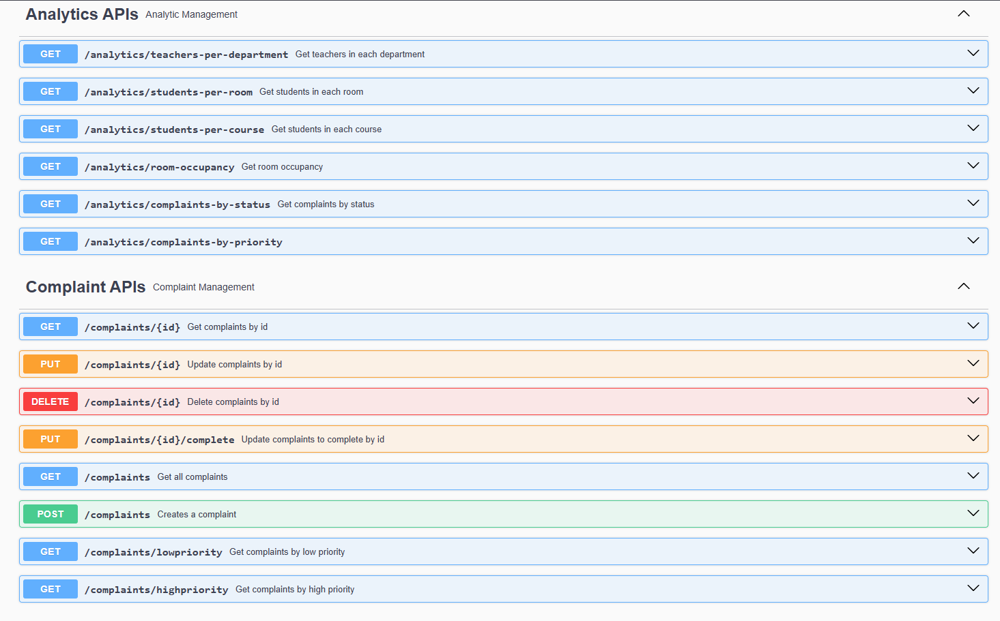 Analytics APIs Analytic Management
GET /analytics/teachers-per-department Get teachers in each department
GET /analytics/students-per-room Get students in each room
GET /analytics/students-per-course Get students in each course
GET /analytics/room-occupancy Get room occupancy
GET /analytics/complaints-by-status Get complaints by status
GET /analytics/complaints-by-priority
Complaint APIs Complaint Management
GET /complaints/{id} Get complaints by id
PUT /complaints/{id} Update complaints by id
DELETE /complaints/{id} Delete complaints by id
PUT /complaints/{id}/complete Update complaints to complete by id
GET /complaints Get all complaints
POST /complaints Creates a complaint
GET /complaints/lowpriority Get complaints by low priority
GET /complaints/highpriority Get complaints by high priority